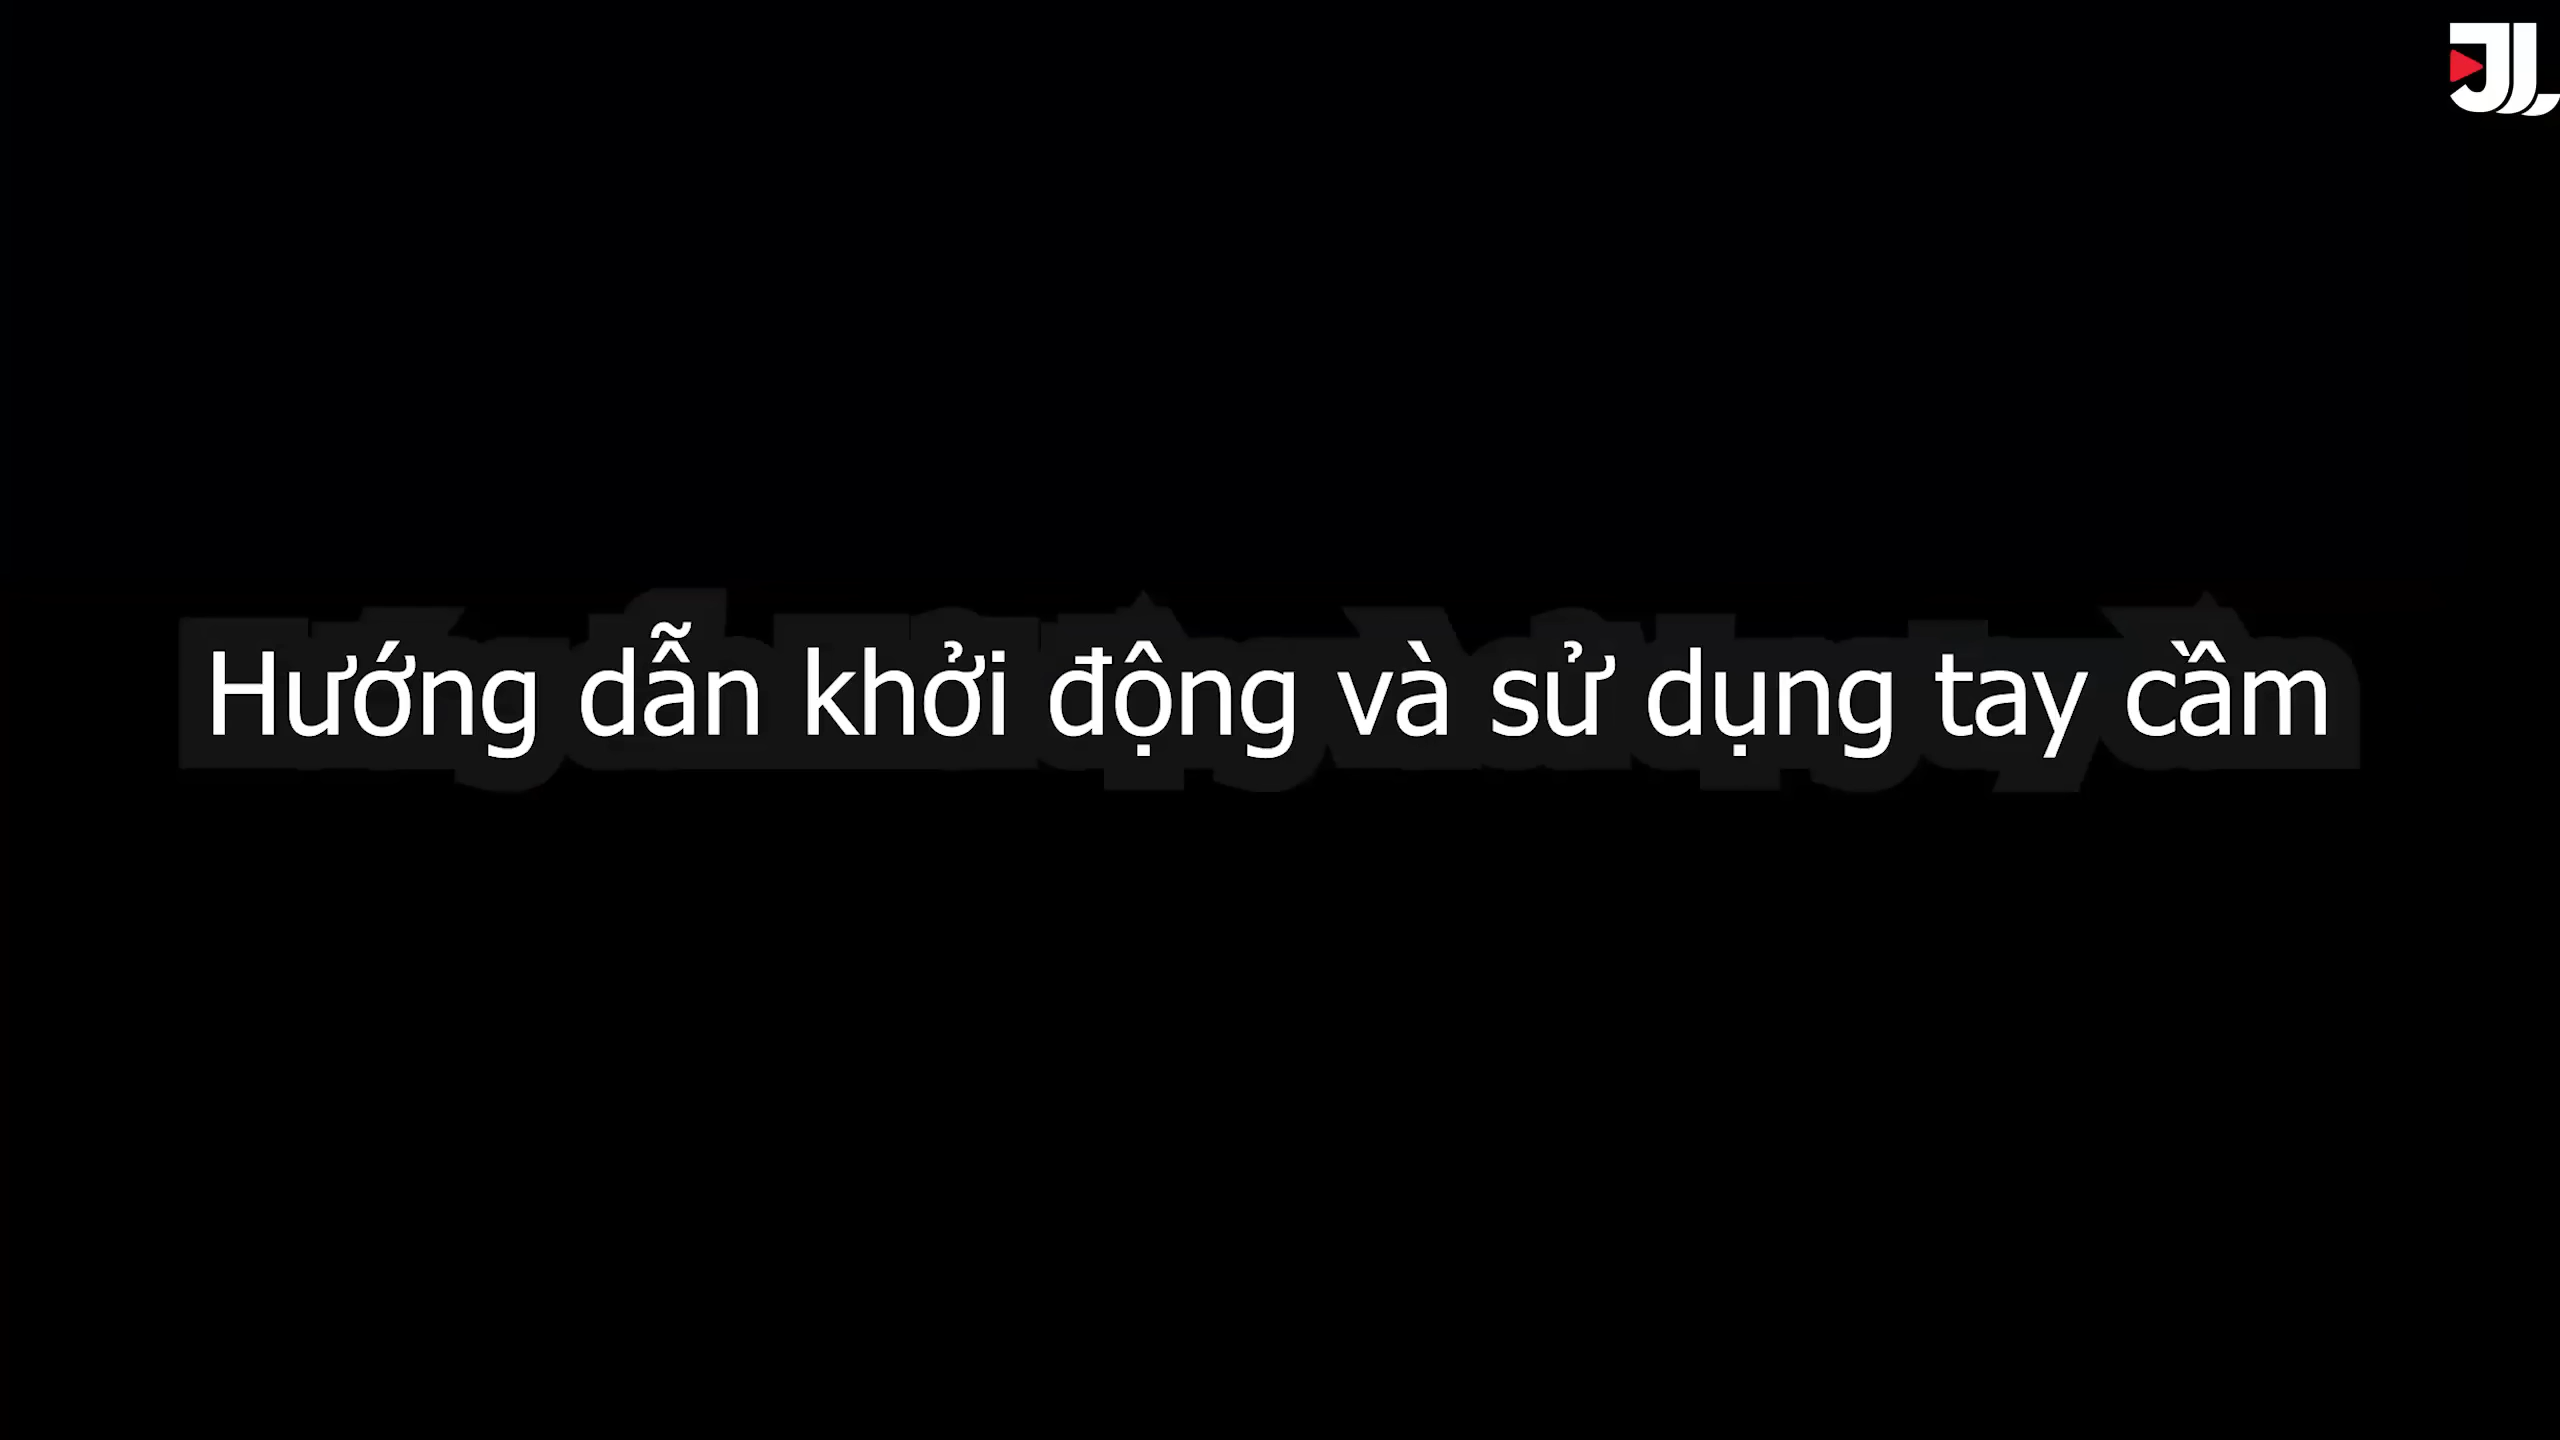 Hướng dẫn khởi động và sử dụng tay cầm